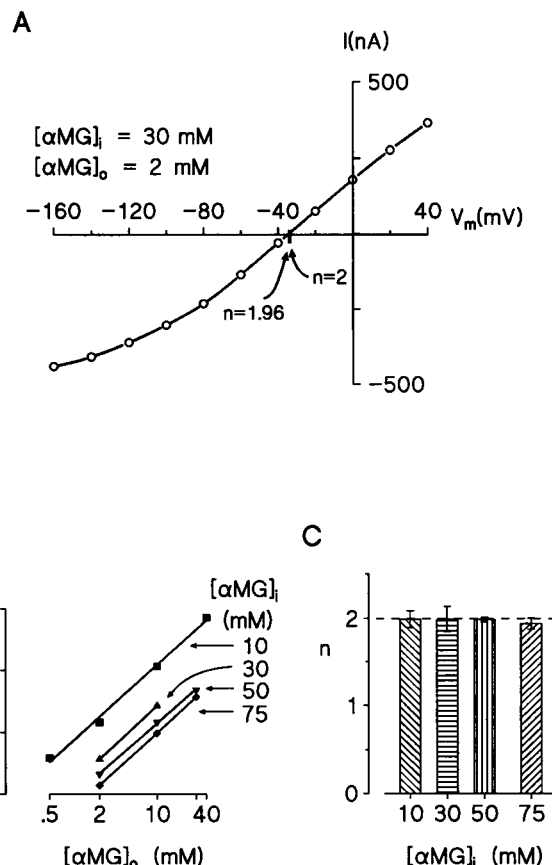 A
I(nA)
500
[αMG]ᵢ = 30 mM
[αMG]ₒ = 2 mM
−160 −120 −80 −40 40 Vₘ(mV)
n=2
n=1.96
−500
C
[αMG]ᵢ
(mM)
10
30
50
75
.5 2 10 40
[αMG]ₒ (mM)
n
2
1
0
10 30 50 75
[αMG]ᵢ (mM)